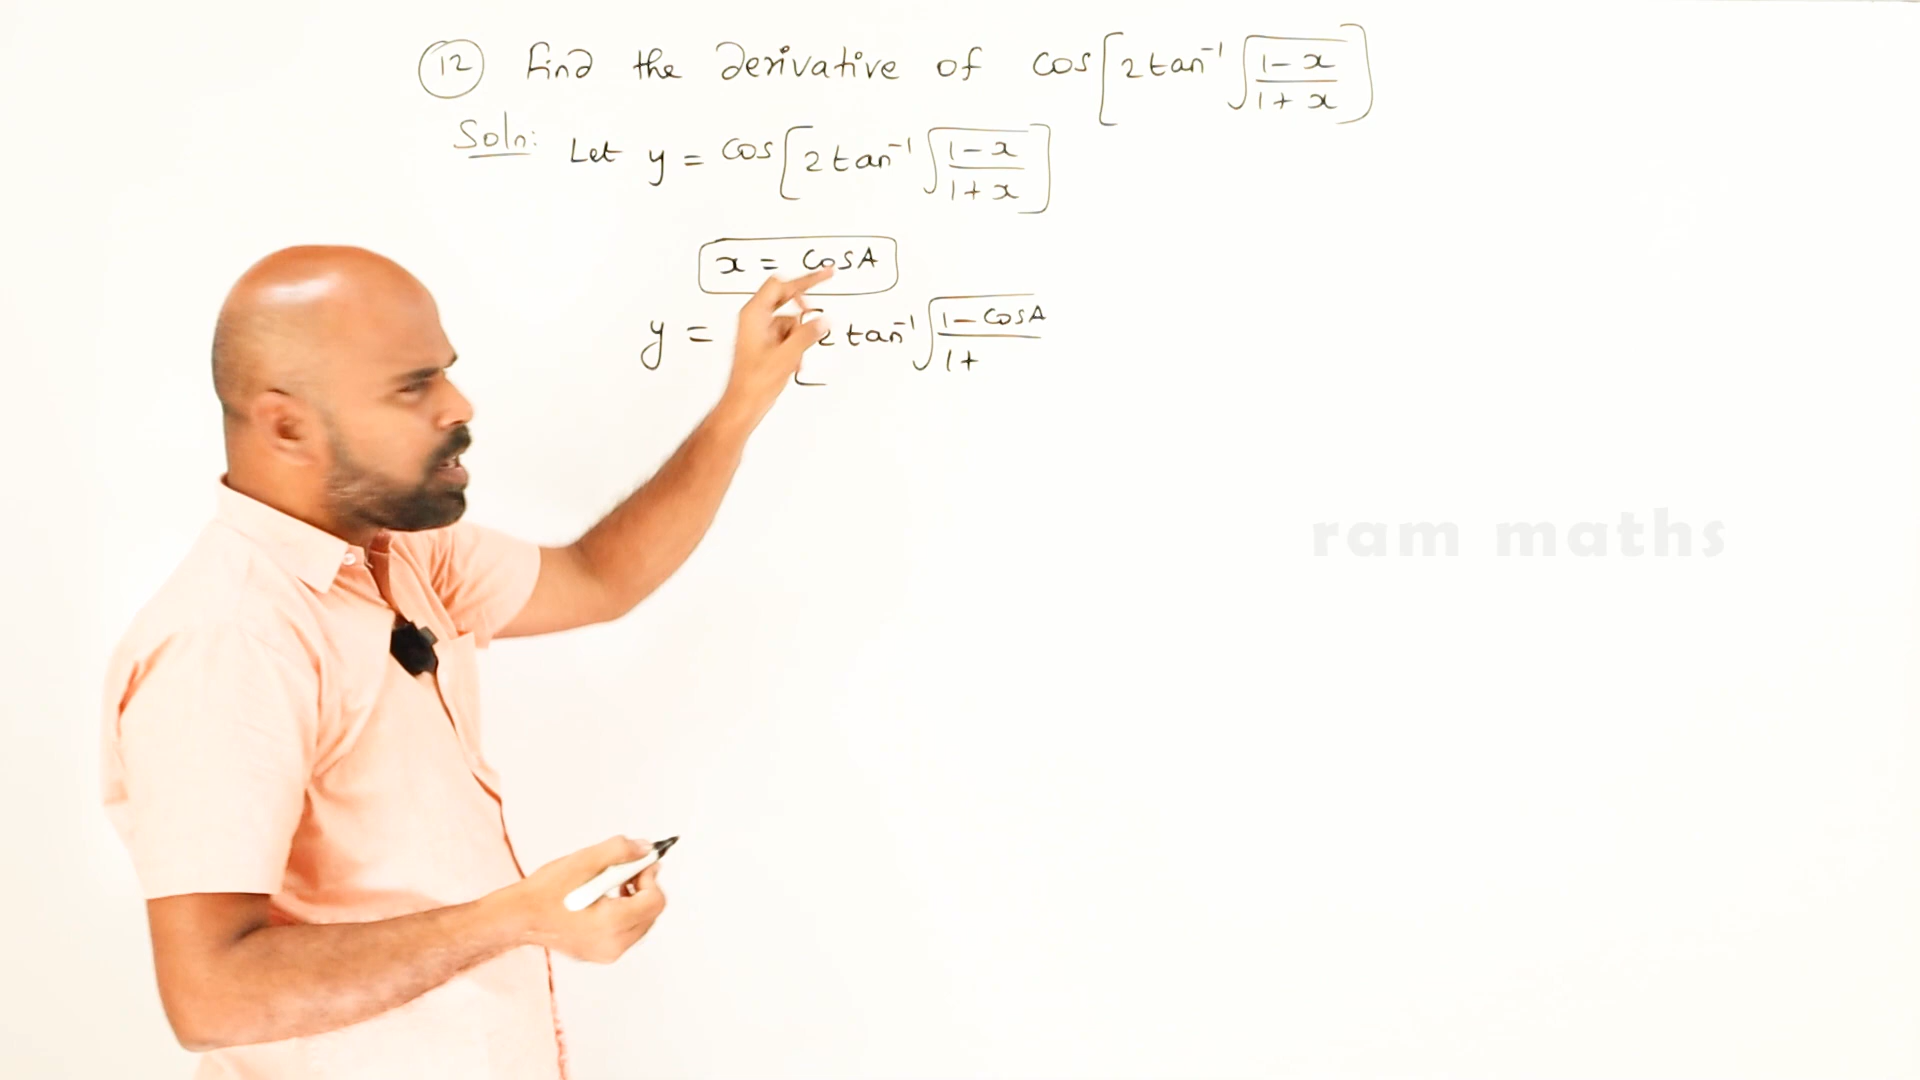 12 Find the derivative of cos[2tan⁻¹√(1-x)/(1+x)]
Soln: Let y = cos[2tan⁻¹√(1-x)/(1+x)]
x = cosA
y = [2tan⁻¹√(1-cosA)/(1+
ram maths